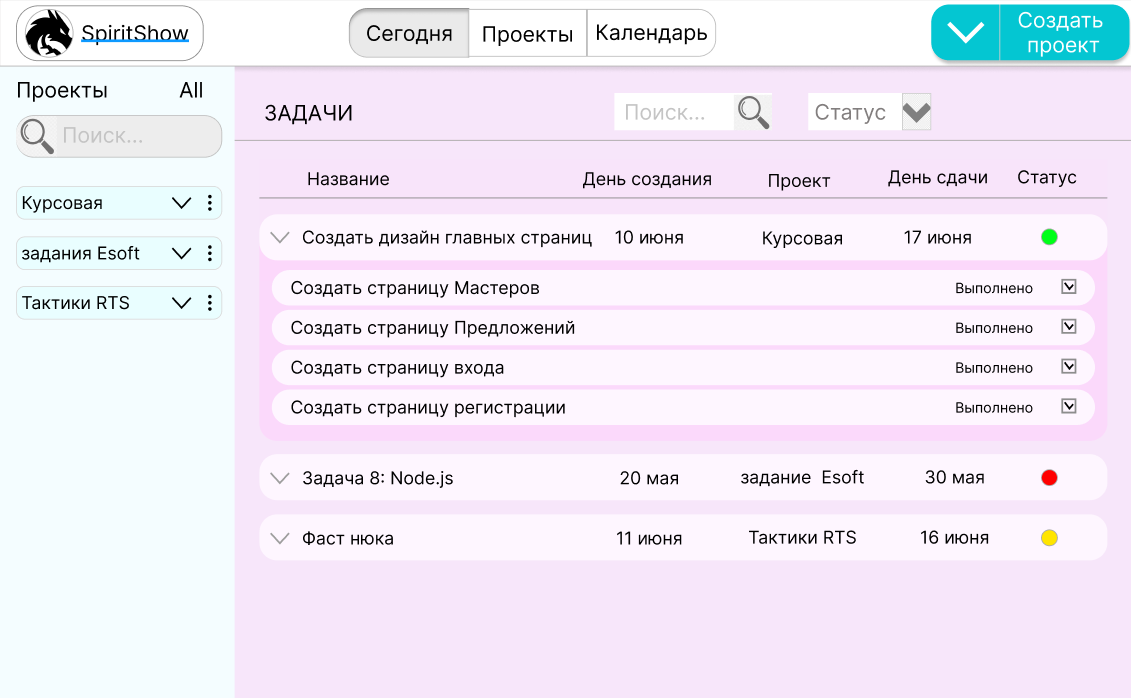 SpiritShow
Сегодня
Проекты
Календарь
Создать
проект
Проекты
All
Поиск...
Курсовая
задания Esoft
Тактики RTS
ЗАДАЧИ
Поиск...
Статус
Название
День создания
Проект
День сдачи
Статус
Создать дизайн главных страниц
10 июня
Курсовая
17 июня
Создать страницу Мастеров
Выполнено
Создать страницу Предложений
Выполнено
Создать страницу входа
Выполнено
Создать страницу регистрации
Выполнено
Задача 8: Node.js
20 мая
задание Esoft
30 мая
Фаст нюка
11 июня
Тактики RTS
16 июня